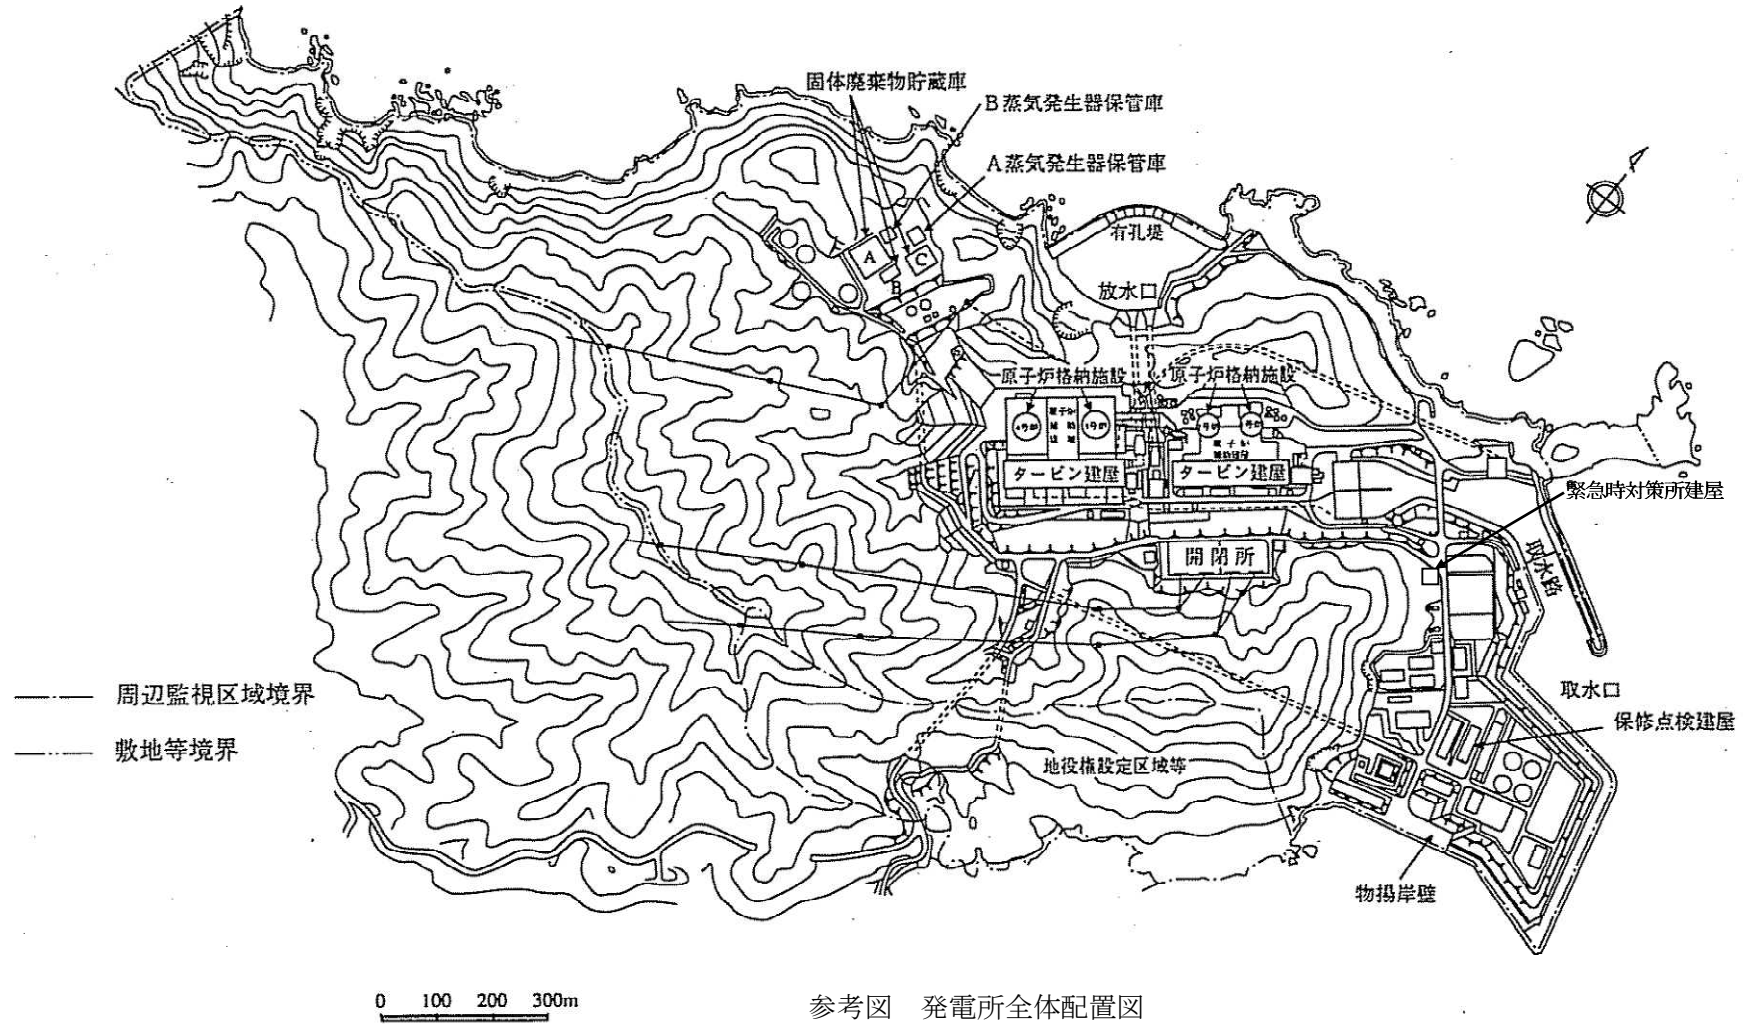 固体廃棄物貯蔵庫
B蒸気発生器保管庫
A蒸気発生器保管庫
有孔堤
A
C
B
放水口
原子炉格納施設
原子炉格納施設
タービン建屋
タービン建屋
緊急時対策所建屋
開閉所
取水路
取水口
周辺監視区域境界
保修点検建屋
敷地等境界
地役権設定区域等
物揚岸壁
0 100 200 300m
参考図 発電所全体配置図